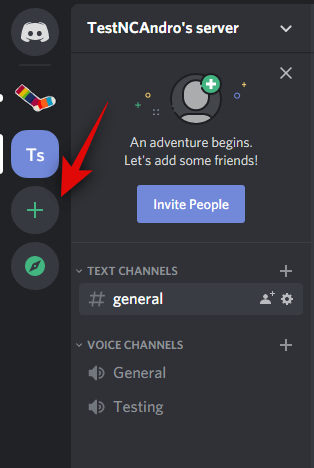 TestNCAndro's server
An adventure begins.
Let's add some friends!
Invite People
Ts
TEXT CHANNELS
general
VOICE CHANNELS
General
Testing